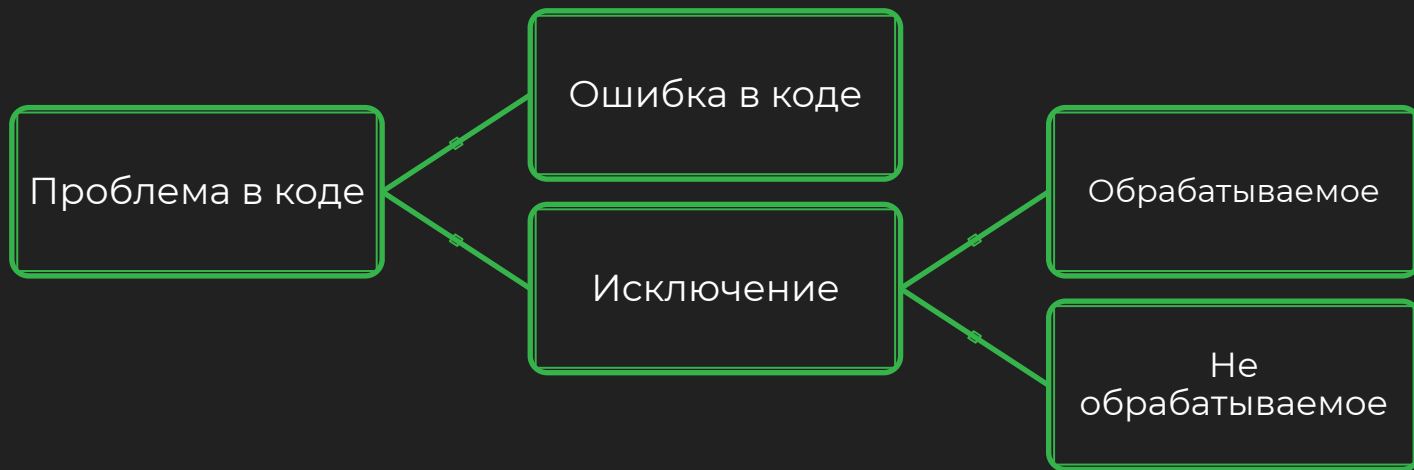 Проблема в коде
Ошибка в коде
Исключение
Обрабатываемое
Не
обрабатываемое